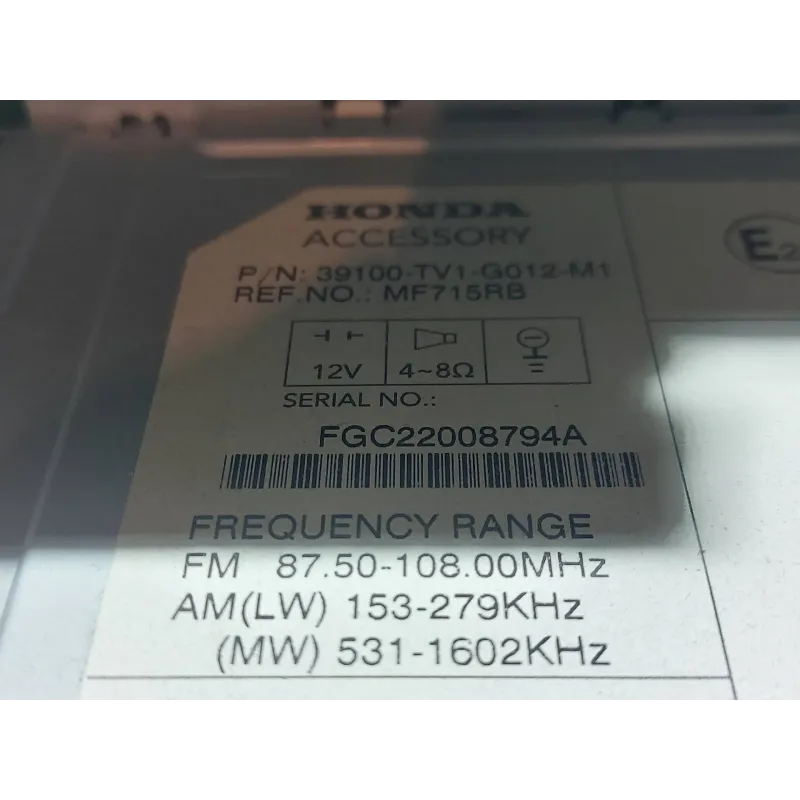 HONDA
ACCESSORY
P/N: 39100-TV1-G012-M1
REF.NO.: MF715RB
12V 4~8Ω
SERIAL NO.:
FGC22008794A
FREQUENCY RANGE
FM 87.50-108.00MHz
AM(LW) 153-279KHz
(MW) 531-1602KHz
E2